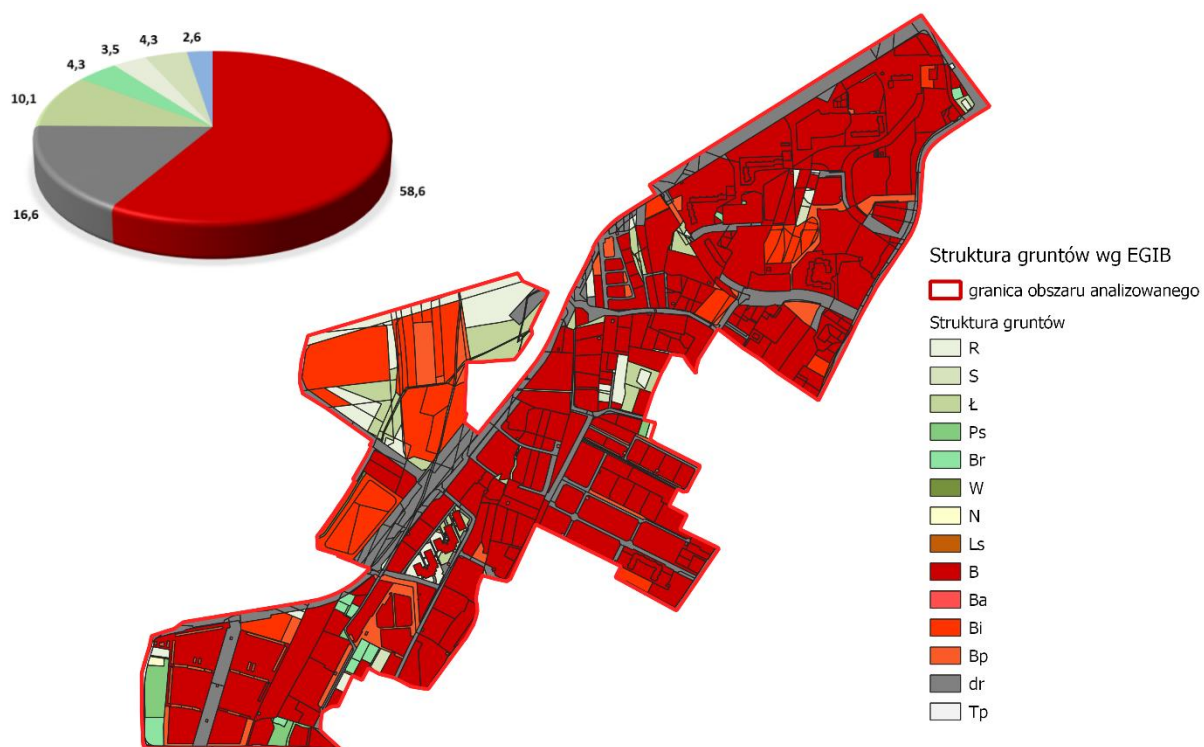 2,6
4,3
3,5
4,3
10,1
16,6
58,6
Struktura gruntów wg EGIB
granica obszaru analizowanego
Struktura gruntów
R
S
Ł
Ps
Br
W
N
Ls
B
Ba
Bi
Bp
dr
Tp